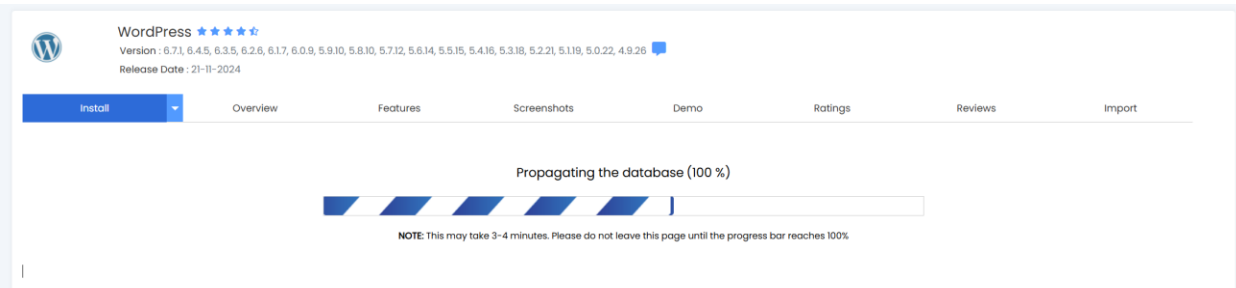 WordPress
Version : 6.7.1, 6.4.5, 6.3.5, 6.2.6, 6.1.7, 6.0.9, 5.9.10, 5.8.10, 5.7.12, 5.6.14, 5.5.15, 5.4.16, 5.3.18, 5.2.21, 5.1.19, 5.0.22, 4.9.26
Release Date : 21-11-2024
Install Overview Features Screenshots Demo Ratings Reviews Import
Propagating the database (100 %)
NOTE: This may take 3-4 minutes. Please do not leave this page until the progress bar reaches 100%